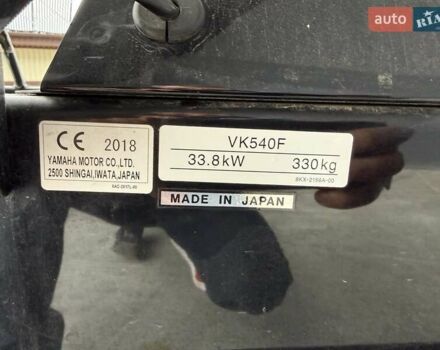 auto RIA
CE 2018
YAMAHA MOTOR CO.,LTD.
2500 SHINGAI,IWATA,JAPAN
VK540F
33.8kW 330kg
MADE IN JAPAN